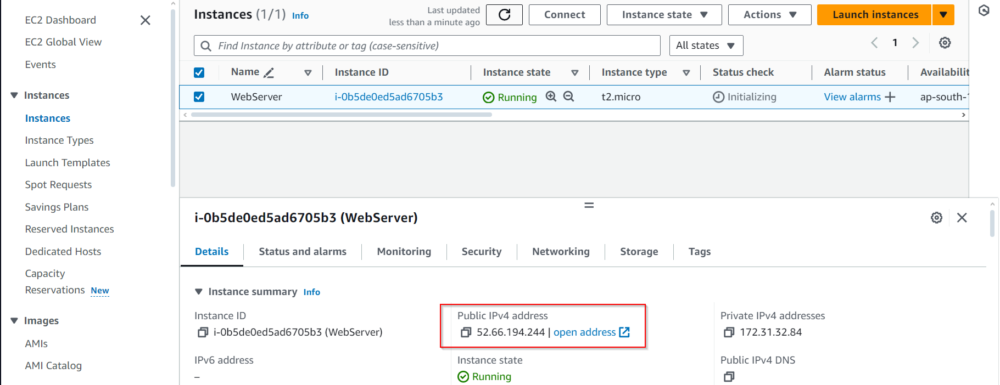 EC2 Dashboard
EC2 Global View
Events
Instances
Instances
Instance Types
Launch Templates
Spot Requests
Savings Plans
Reserved Instances
Dedicated Hosts
Capacity
Reservations New
Images
AMIs
AMI Catalog
Instances (1/1) Info
Last updated
less than a minute ago
Connect
Instance state
Actions
Launch instances
Find Instance by attribute or tag (case-sensitive)
All states
1
Name Instance ID Instance state Instance type Status check Alarm status Availabilit
WebServer i-0b5de0ed5ad6705b3 Running t2.micro Initializing View alarms ap-south-1
i-0b5de0ed5ad6705b3 (WebServer)
Details Status and alarms Monitoring Security Networking Storage Tags
Instance summary Info
Instance ID
i-0b5de0ed5ad6705b3 (WebServer)
Public IPv4 address
52.66.194.244 | open address
Private IPv4 addresses
172.31.32.84
IPv6 address
–
Instance state
Running
Public IPv4 DNS